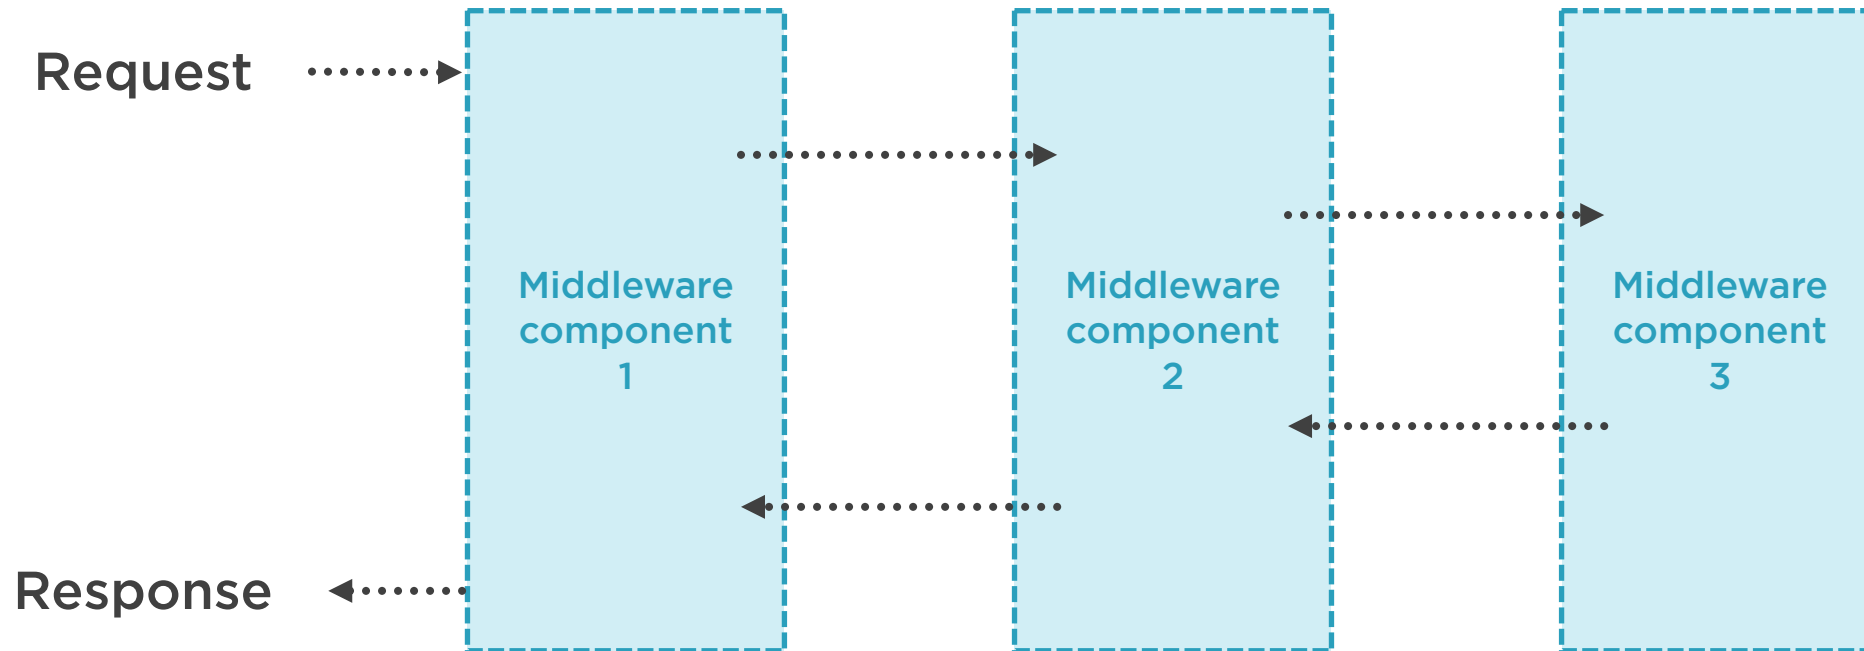 Request
Middleware
component
1
Middleware
component
2
Middleware
component
3
Response